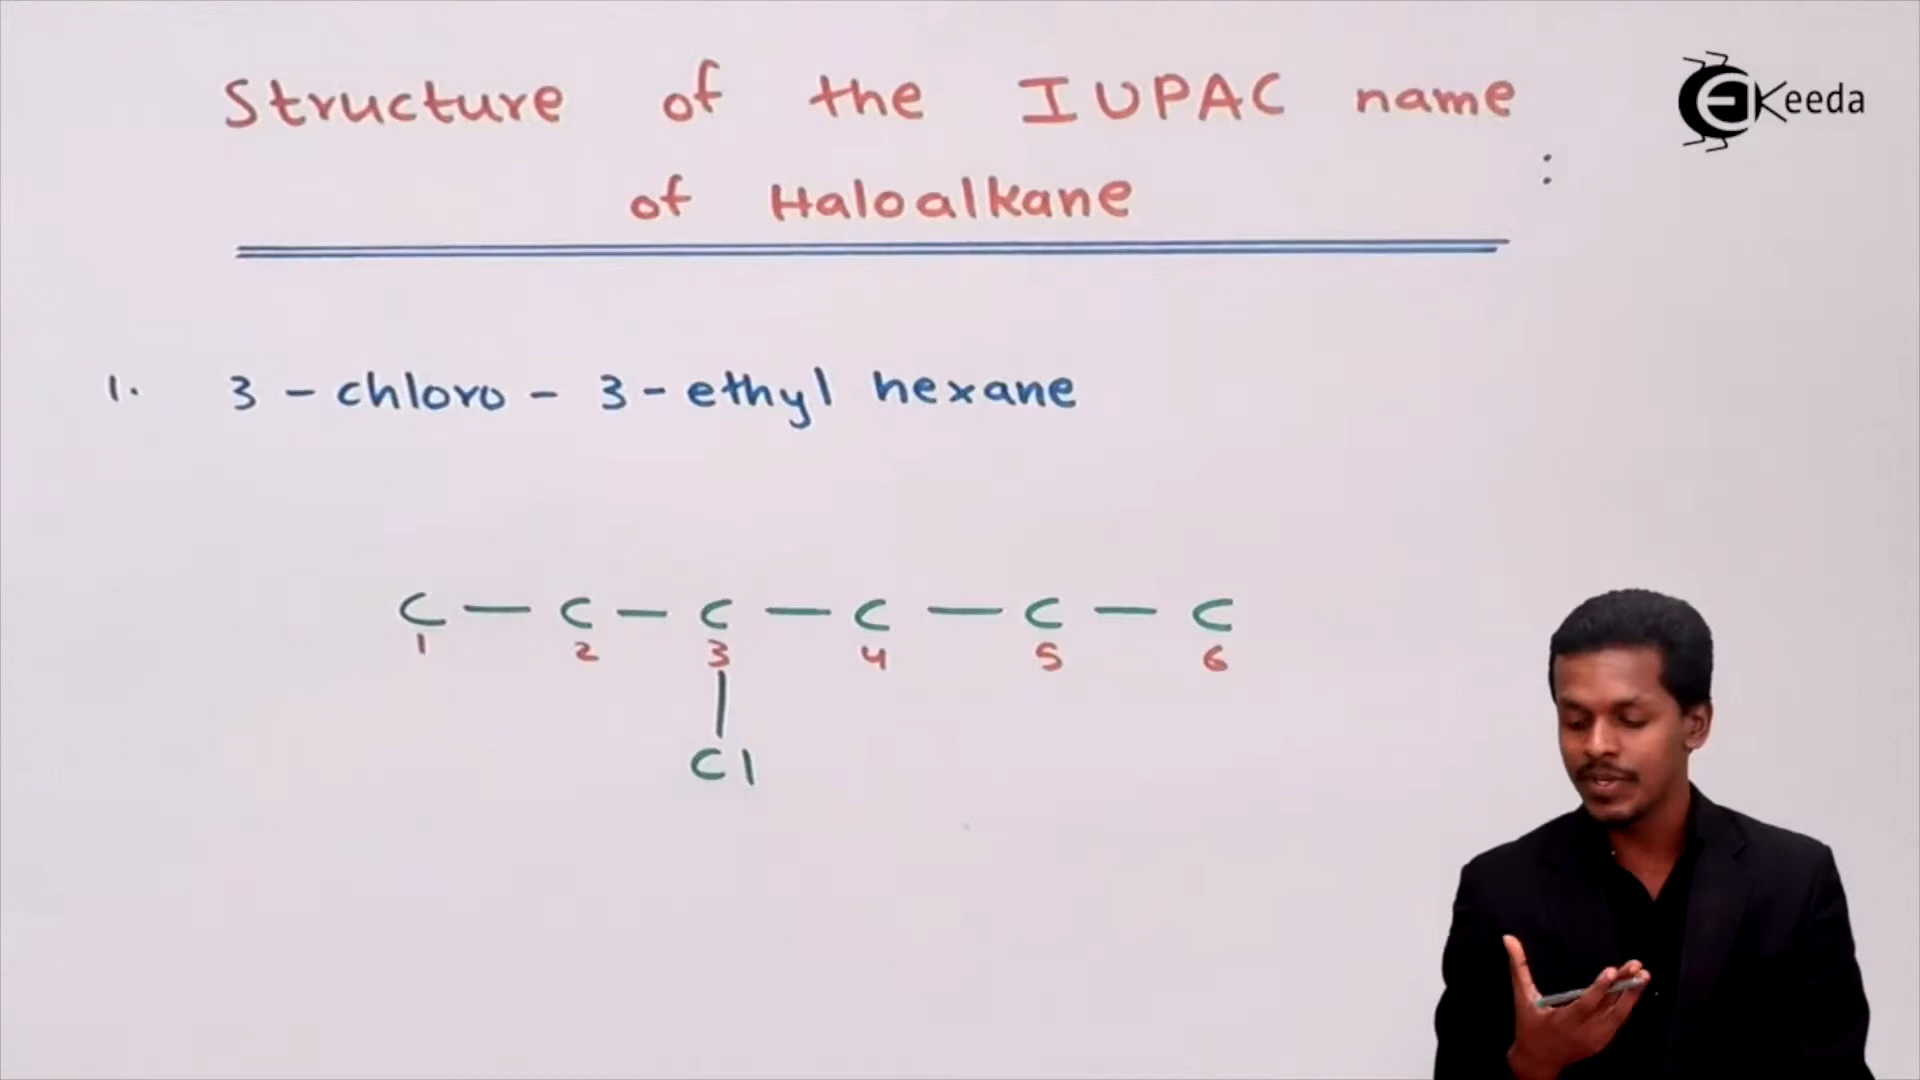 Structure of the IUPAC name
of Haloalkane :
EKeeda
1. 3 - chloro - 3 - ethyl hexane
C — C — C — C — C — C
1 2 3 4 5 6
Cl